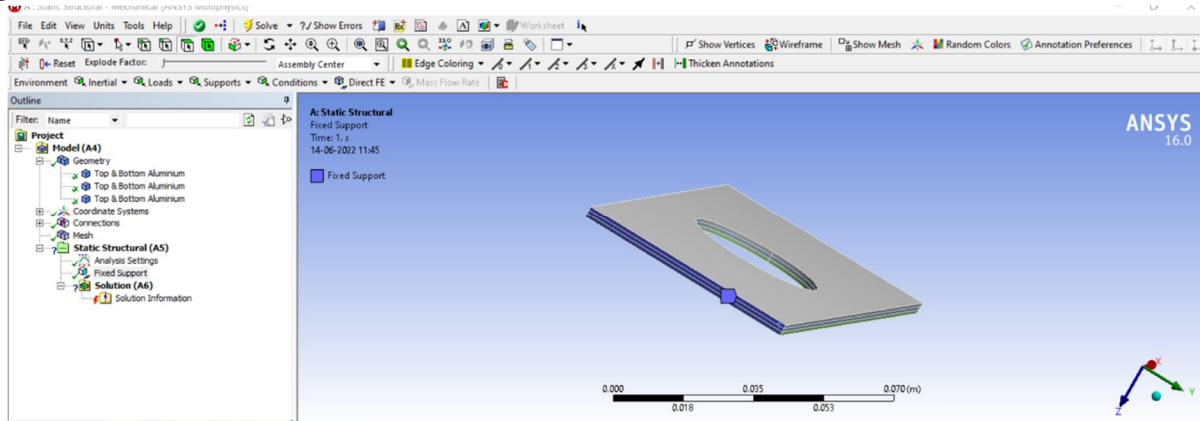 A : Static Structural - Mechanical [ANSYS Multiphysics]
File Edit View Units Tools Help Solve ?/ Show Errors Worksheet
Show Vertices Wireframe Show Mesh Random Colors Annotation Preferences
Reset Explode Factor: Assembly Center Edge Coloring Thicken Annotations
Environment Inertial Loads Supports Conditions Direct FE Mass Flow Rate
Outline
Filter: Name
Project
Model (A4)
Geometry
Top & Bottom Aluminium
Top & Bottom Aluminium
Top & Bottom Aluminium
Coordinate Systems
Connections
Mesh
Static Structural (A5)
Analysis Settings
Fixed Support
Solution (A6)
Solution Information
A: Static Structural
Fixed Support
Time: 1. s
14-06-2022 11:45
Fixed Support
ANSYS
16.0
0.000 0.035 0.070 (m)
0.018 0.053
X
Y
Z